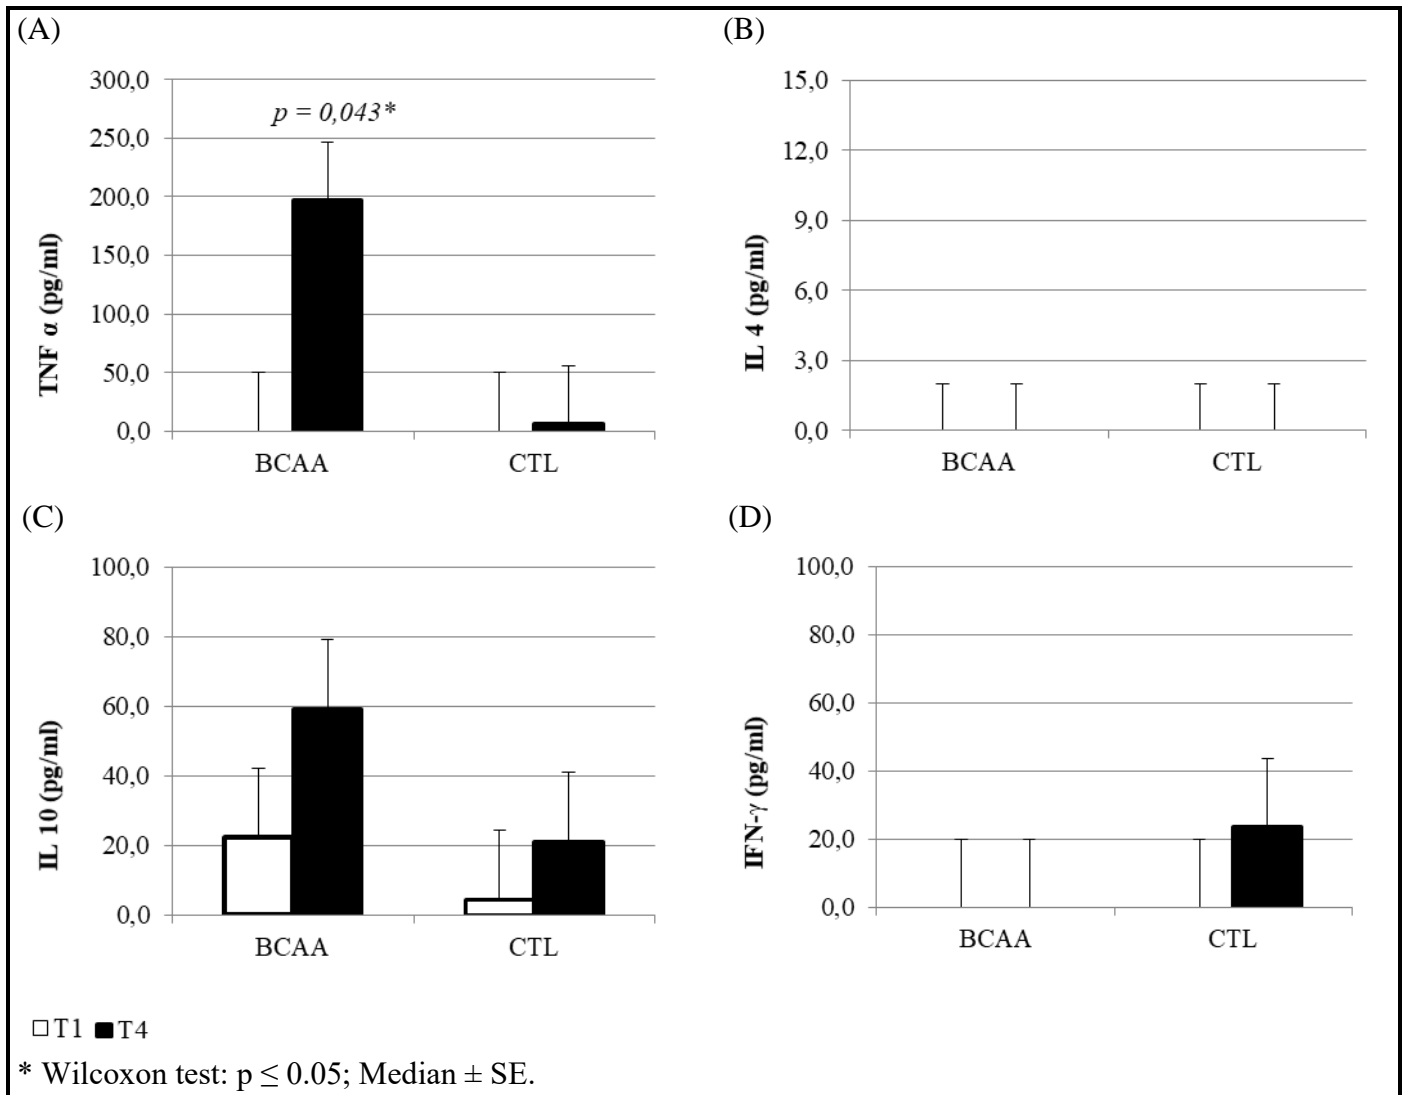 (A)
300,0
250,0
200,0
150,0
100,0
50,0
0,0
TNF α (pg/ml)
p = 0,043*
BCAA CTL
(B)
15,0
12,0
9,0
6,0
3,0
0,0
IL 4 (pg/ml)
BCAA CTL
(C)
100,0
80,0
60,0
40,0
20,0
0,0
IL 10 (pg/ml)
BCAA CTL
(D)
100,0
80,0
60,0
40,0
20,0
0,0
IFN-γ (pg/ml)
BCAA CTL
T1 T4
* Wilcoxon test: p ≤ 0.05; Median ± SE.